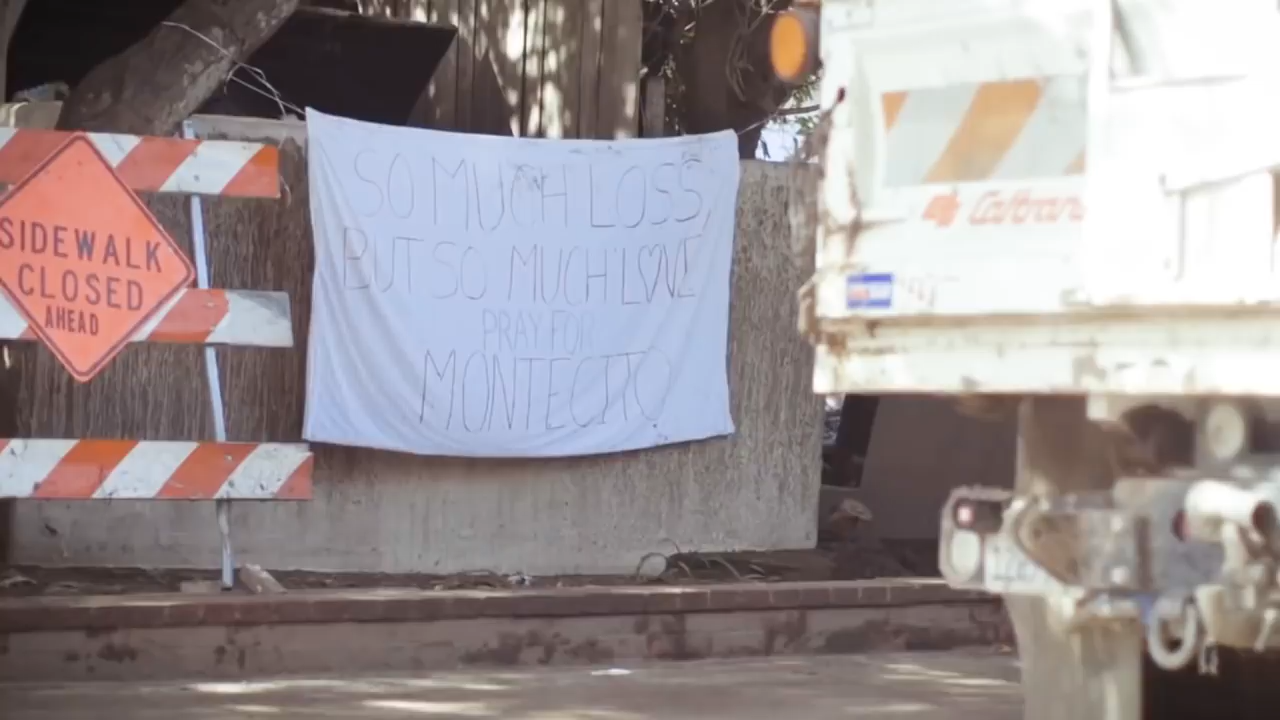 SIDEWALK
CLOSED
AHEAD
SO MUCH LOSS,
BUT SO MUCH LOVE
PRAY FOR
MONTECITO
Caltrans